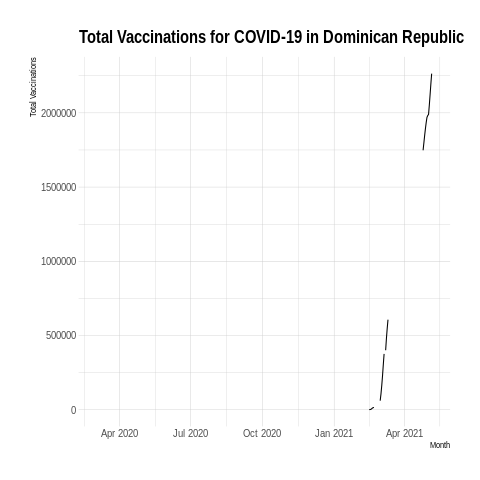 Total Vaccinations for COVID-19 in Dominican Republic
Total Vaccinations
2000000
1500000
1000000
500000
0
Apr 2020 Jul 2020 Oct 2020 Jan 2021 Apr 2021
Month